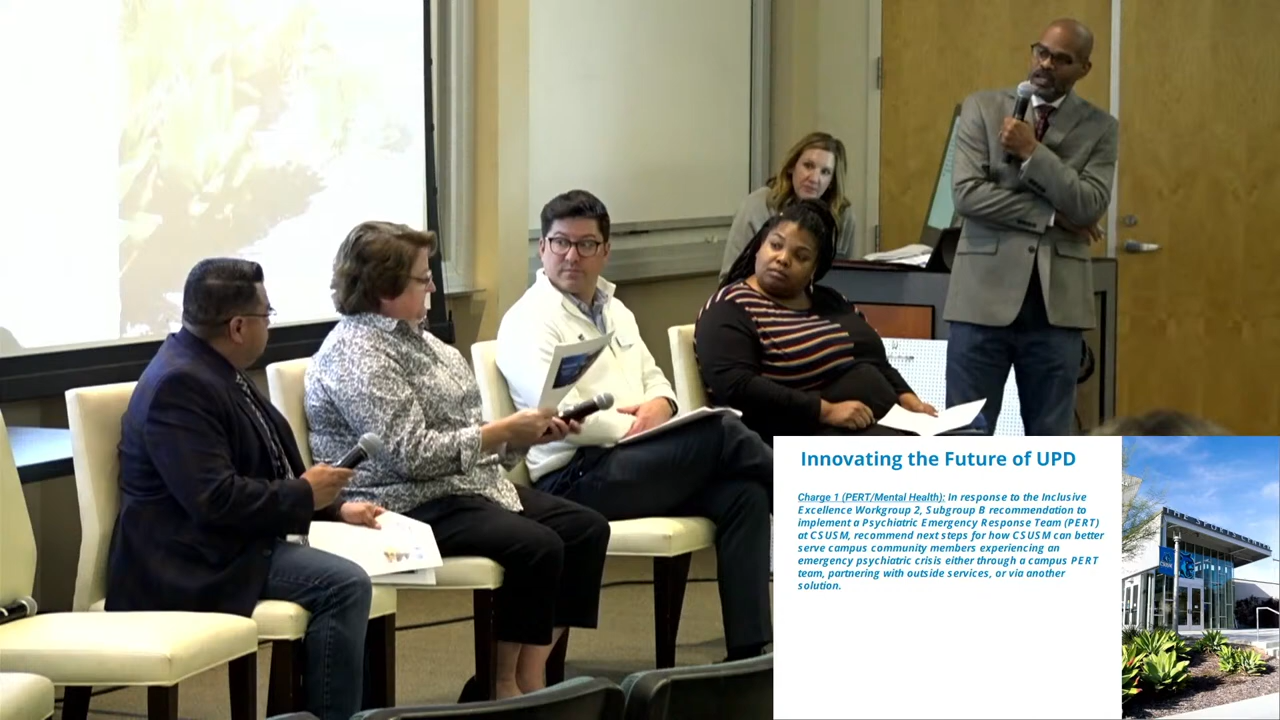 Innovating the Future of UPD
Charge 1 (PERT/Mental Health): In response to the Inclusive
Excellence Workgroup 2, Subgroup B recommendation to
implement a Psychiatric Emergency Response Team (PERT)
at CSUSM, recommend next steps for how CSUSM can better
serve campus community members experiencing an
emergency psychiatric crisis either through a campus PERT
team, partnering with outside services, or via another
solution.